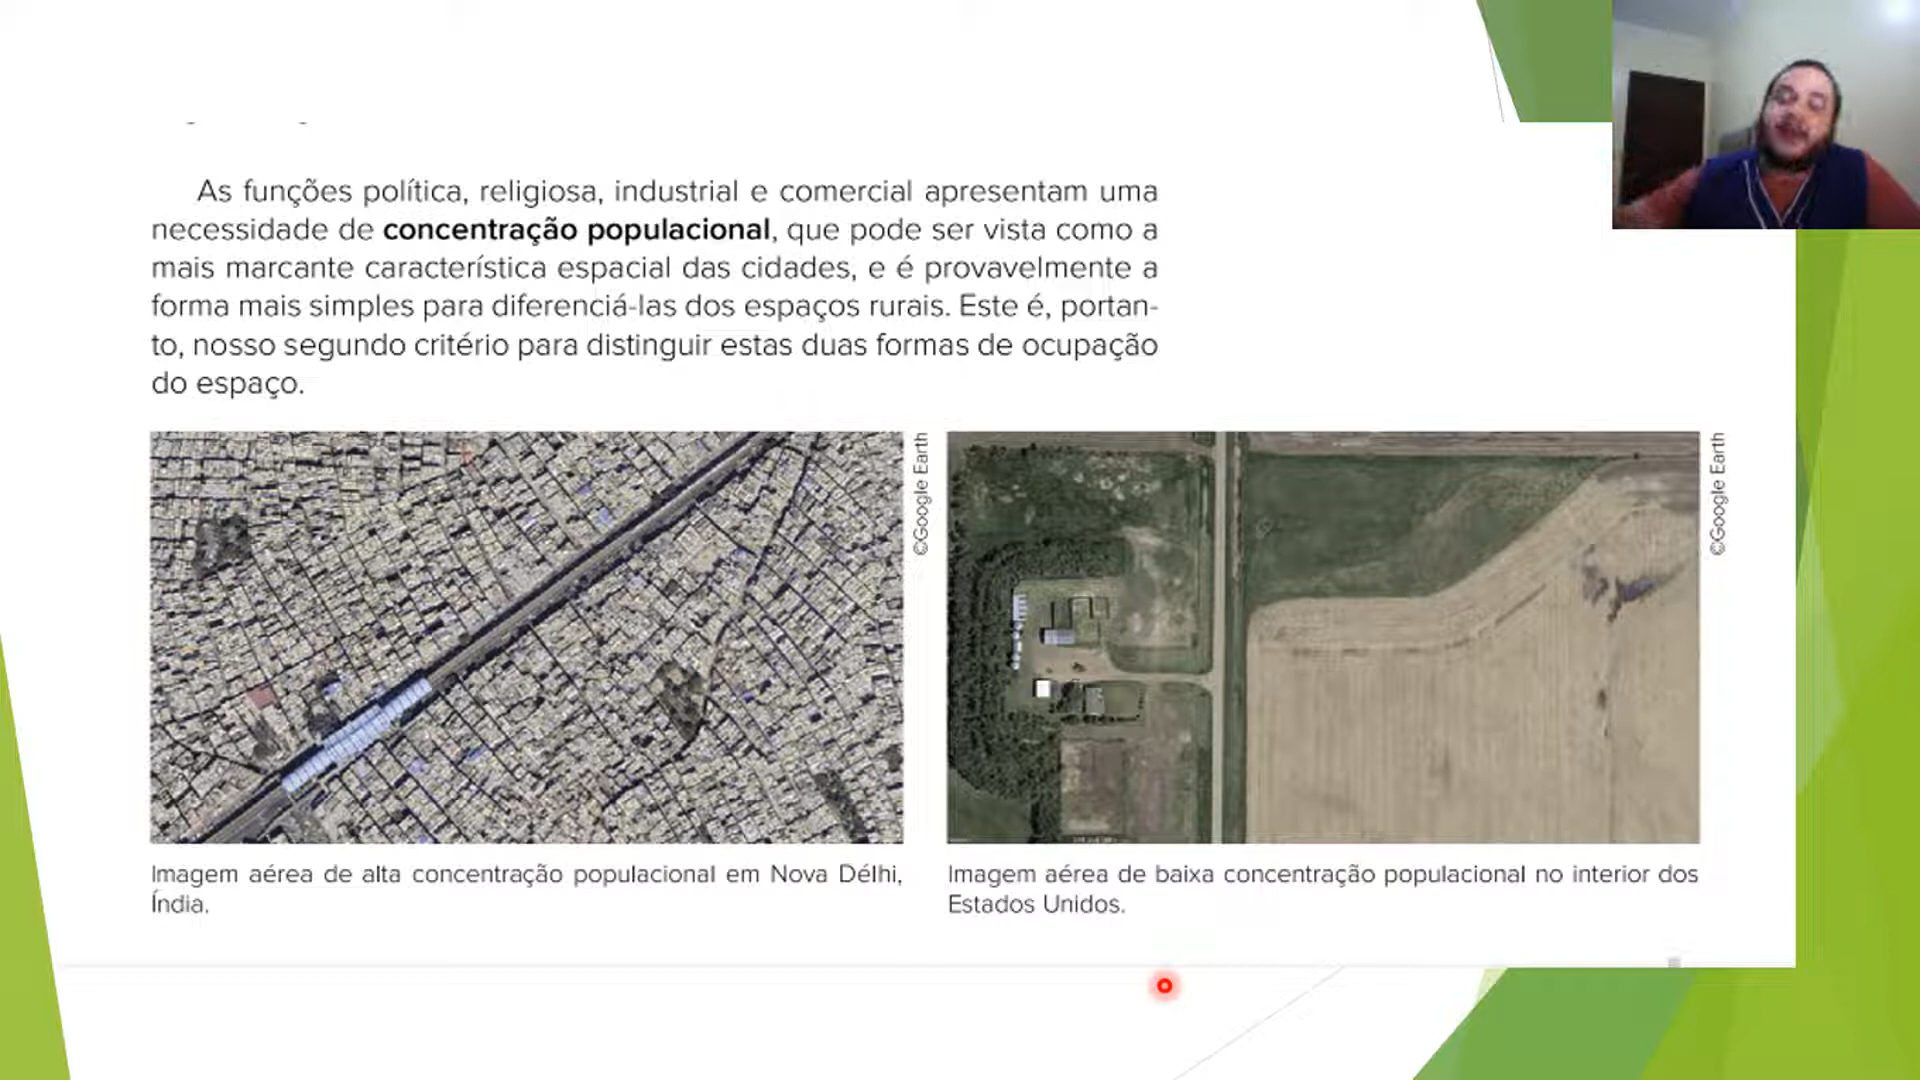 As funções política, religiosa, industrial e comercial apresentam uma
necessidade de concentração populacional, que pode ser vista como a
mais marcante característica espacial das cidades, e é provavelmente a
forma mais simples para diferenciá-las dos espaços rurais. Este é, portan-
to, nosso segundo critério para distinguir estas duas formas de ocupação
do espaço.
©Google Earth
Imagem aérea de alta concentração populacional em Nova Délhi,
Índia.
©Google Earth
Imagem aérea de baixa concentração populacional no interior dos
Estados Unidos.